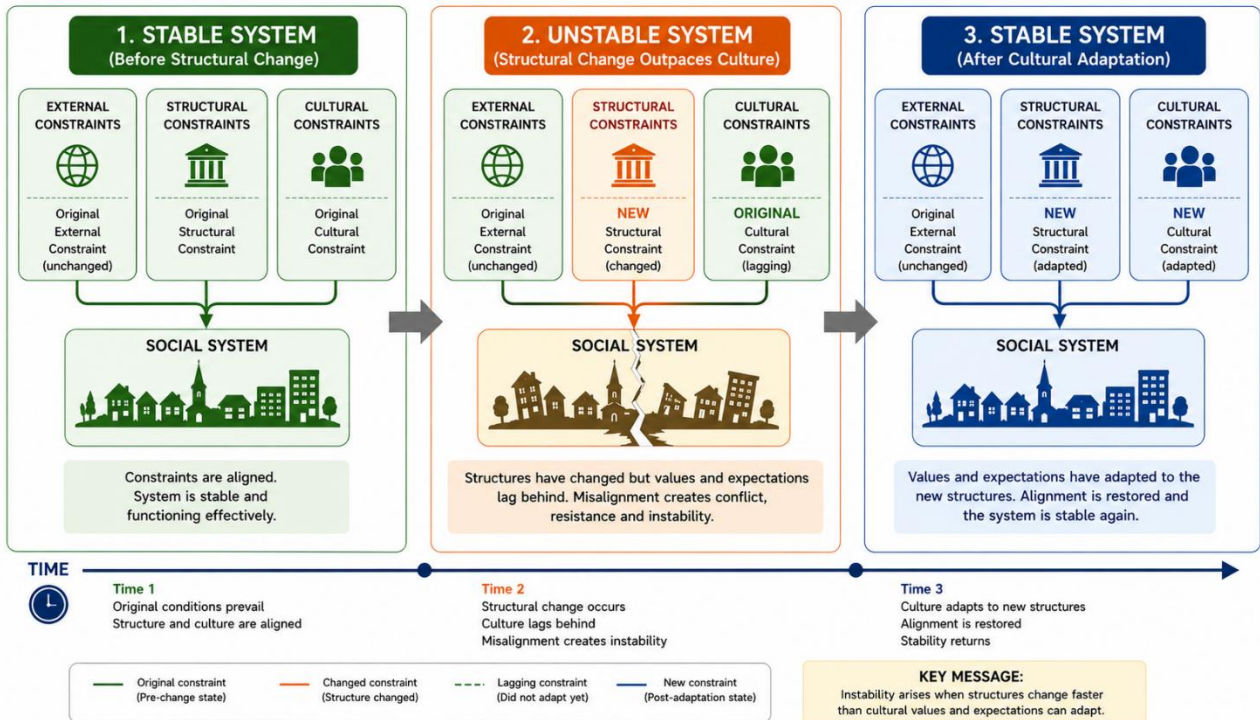 1. STABLE SYSTEM
(Before Structural Change)
EXTERNAL
CONSTRAINTS
Original
External
Constraint
(unchanged)
STRUCTURAL
CONSTRAINTS
Original
Structural
Constraint
CULTURAL
CONSTRAINTS
Original
Cultural
Constraint
SOCIAL SYSTEM
Constraints are aligned.
System is stable and
functioning effectively.
2. UNSTABLE SYSTEM
(Structural Change Outpaces Culture)
EXTERNAL
CONSTRAINTS
Original
External
Constraint
(unchanged)
STRUCTURAL
CONSTRAINTS
NEW
Structural
Constraint
(changed)
CULTURAL
CONSTRAINTS
ORIGINAL
Cultural
Constraint
(lagging)
SOCIAL SYSTEM
Structures have changed but values and expectations
lag behind. Misalignment creates conflict,
resistance and instability.
3. STABLE SYSTEM
(After Cultural Adaptation)
EXTERNAL
CONSTRAINTS
Original
External
Constraint
(unchanged)
STRUCTURAL
CONSTRAINTS
NEW
Structural
Constraint
(adapted)
CULTURAL
CONSTRAINTS
NEW
Cultural
Constraint
(adapted)
SOCIAL SYSTEM
Values and expectations have adapted to the
new structures. Alignment is restored and
the system is stable again.
TIME
Time 1
Original conditions prevail
Structure and culture are aligned
Time 2
Structural change occurs
Culture lags behind
Misalignment creates instability
Time 3
Culture adapts to new structures
Alignment is restored
Stability returns
Original constraint
(Pre-change state)
Changed constraint
(Structure changed)
Lagging constraint
(Did not adapt yet)
New constraint
(Post-adaptation state)
KEY MESSAGE:
Instability arises when structures change faster
than cultural values and expectations can adapt.